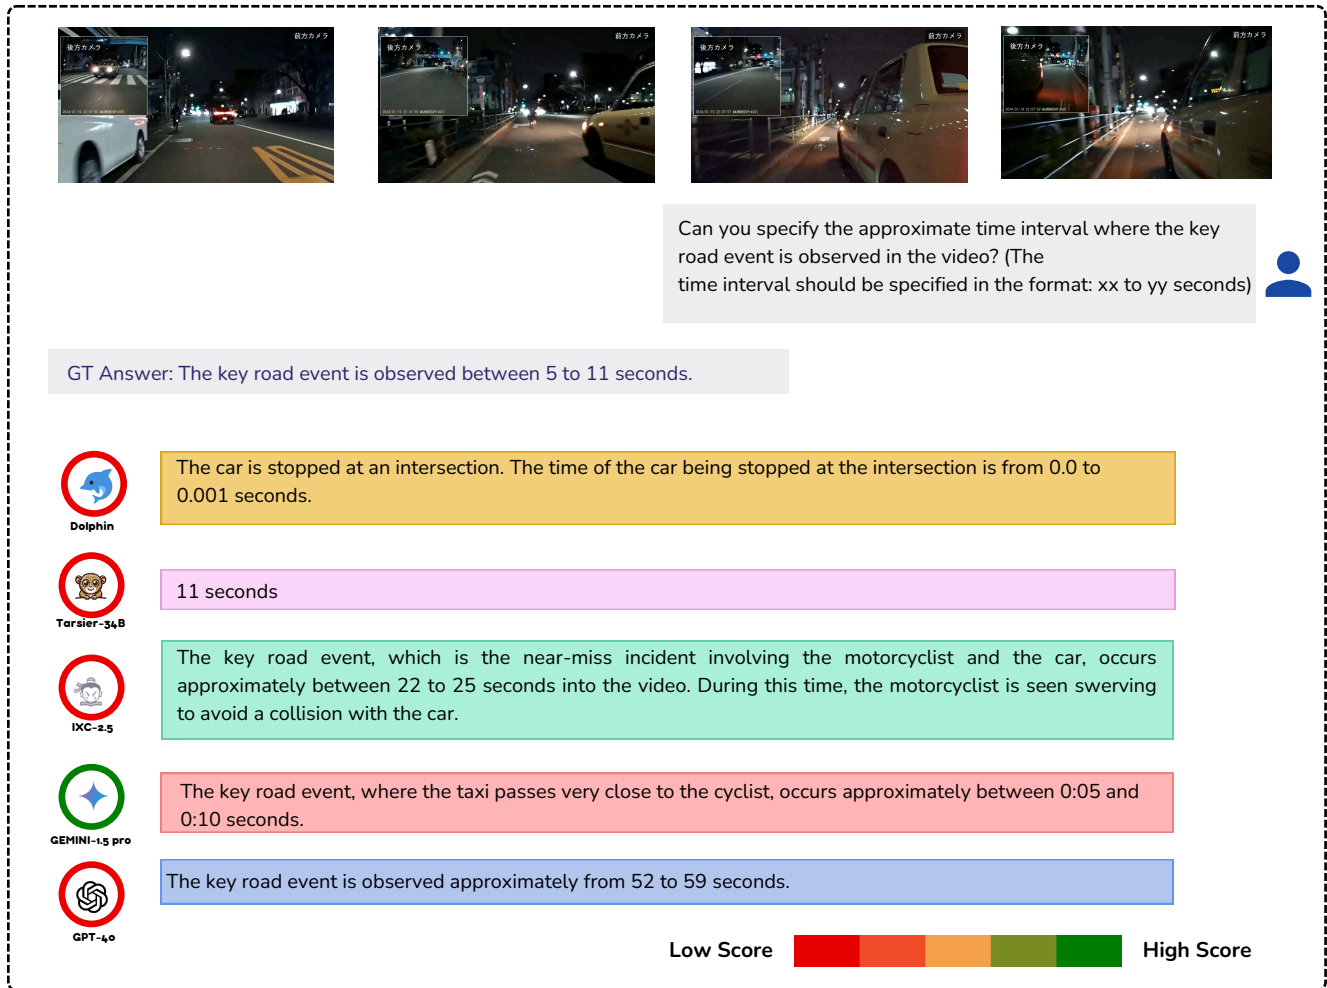 後方カメラ
前方カメラ
後方カメラ
前方カメラ
後方カメラ
前方カメラ
後方カメラ
前方カメラ
40
Can you specify the approximate time interval where the key
road event is observed in the video? (The
time interval should be specified in the format: xx to yy seconds)
GT Answer: The key road event is observed between 5 to 11 seconds.
The car is stopped at an intersection. The time of the car being stopped at the intersection is from 0.0 to
0.001 seconds.
Dolphin
11 seconds
Tarsier-34B
The key road event, which is the near-miss incident involving the motorcyclist and the car, occurs
approximately between 22 to 25 seconds into the video. During this time, the motorcyclist is seen swerving
to avoid a collision with the car.
IXC-2.5
The key road event, where the taxi passes very close to the cyclist, occurs approximately between 0:05 and
0:10 seconds.
GEMINI-1.5 pro
The key road event is observed approximately from 52 to 59 seconds.
GPT-4o
Low Score
High Score